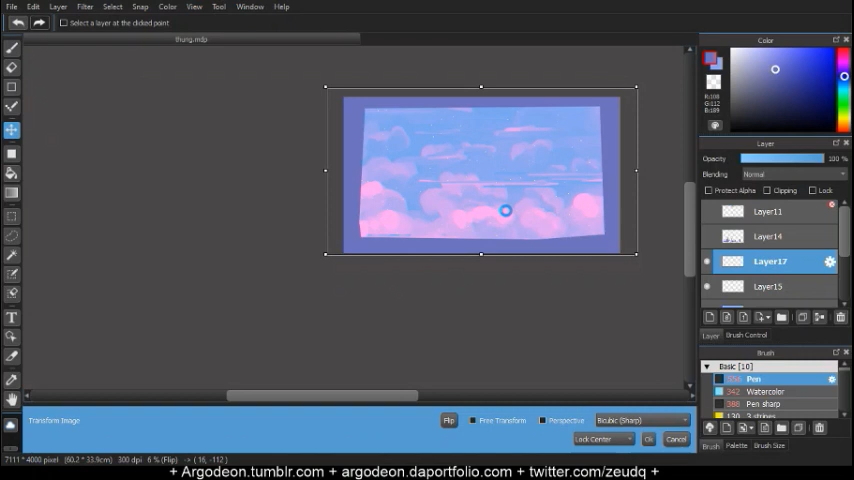 File Edit Layer Filter Select Snap Color View Tool Window Help
Select a layer at the clicked point
thurg.mdp
Color
R:108
G:112
B:189
Layer
Opacity 100 %
Blending Normal
Protect Alpha Clipping Lock
Layer11
Layer14
Layer17
Layer15
Layer Brush Control
Brush
Basic [10]
Pen
342 Watercolor
388 Pen sharp
130 3 stripes
Brush Palette Brush Size
Transform Image Flip Free Transform Perspective Bicubic (Sharp)
Lock Center Ok Cancel
7111 * 4000 pixel (60.2 * 33.9cm) 300 dpi 6 % (Flip) -> ( 16, -112 )
+ Argodeon.tumblr.com + argodeon.daportfolio.com + twitter.com/zeudq +